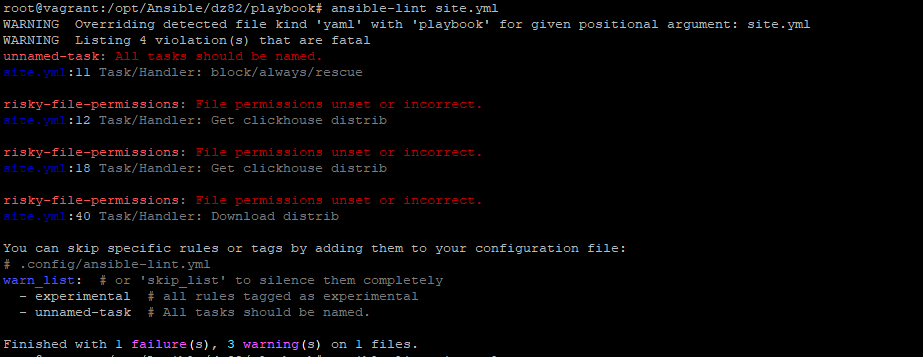 root@vagrant:/opt/Ansible/dz82/playbook# ansible-lint site.yml
WARNING  Overriding detected file kind 'yaml' with 'playbook' for given positional argument: site.yml
WARNING  Listing 4 violation(s) that are fatal
unnamed-task: All tasks should be named.
site.yml:11 Task/Handler: block/always/rescue

risky-file-permissions: File permissions unset or incorrect.
site.yml:12 Task/Handler: Get clickhouse distrib

risky-file-permissions: File permissions unset or incorrect.
site.yml:18 Task/Handler: Get clickhouse distrib

risky-file-permissions: File permissions unset or incorrect.
site.yml:40 Task/Handler: Download distrib

You can skip specific rules or tags by adding them to your configuration file:
# .config/ansible-lint.yml
warn_list:  # or 'skip_list' to silence them completely
  - experimental  # all rules tagged as experimental
  - unnamed-task  # All tasks should be named.

Finished with 1 failure(s), 3 warning(s) on 1 files.